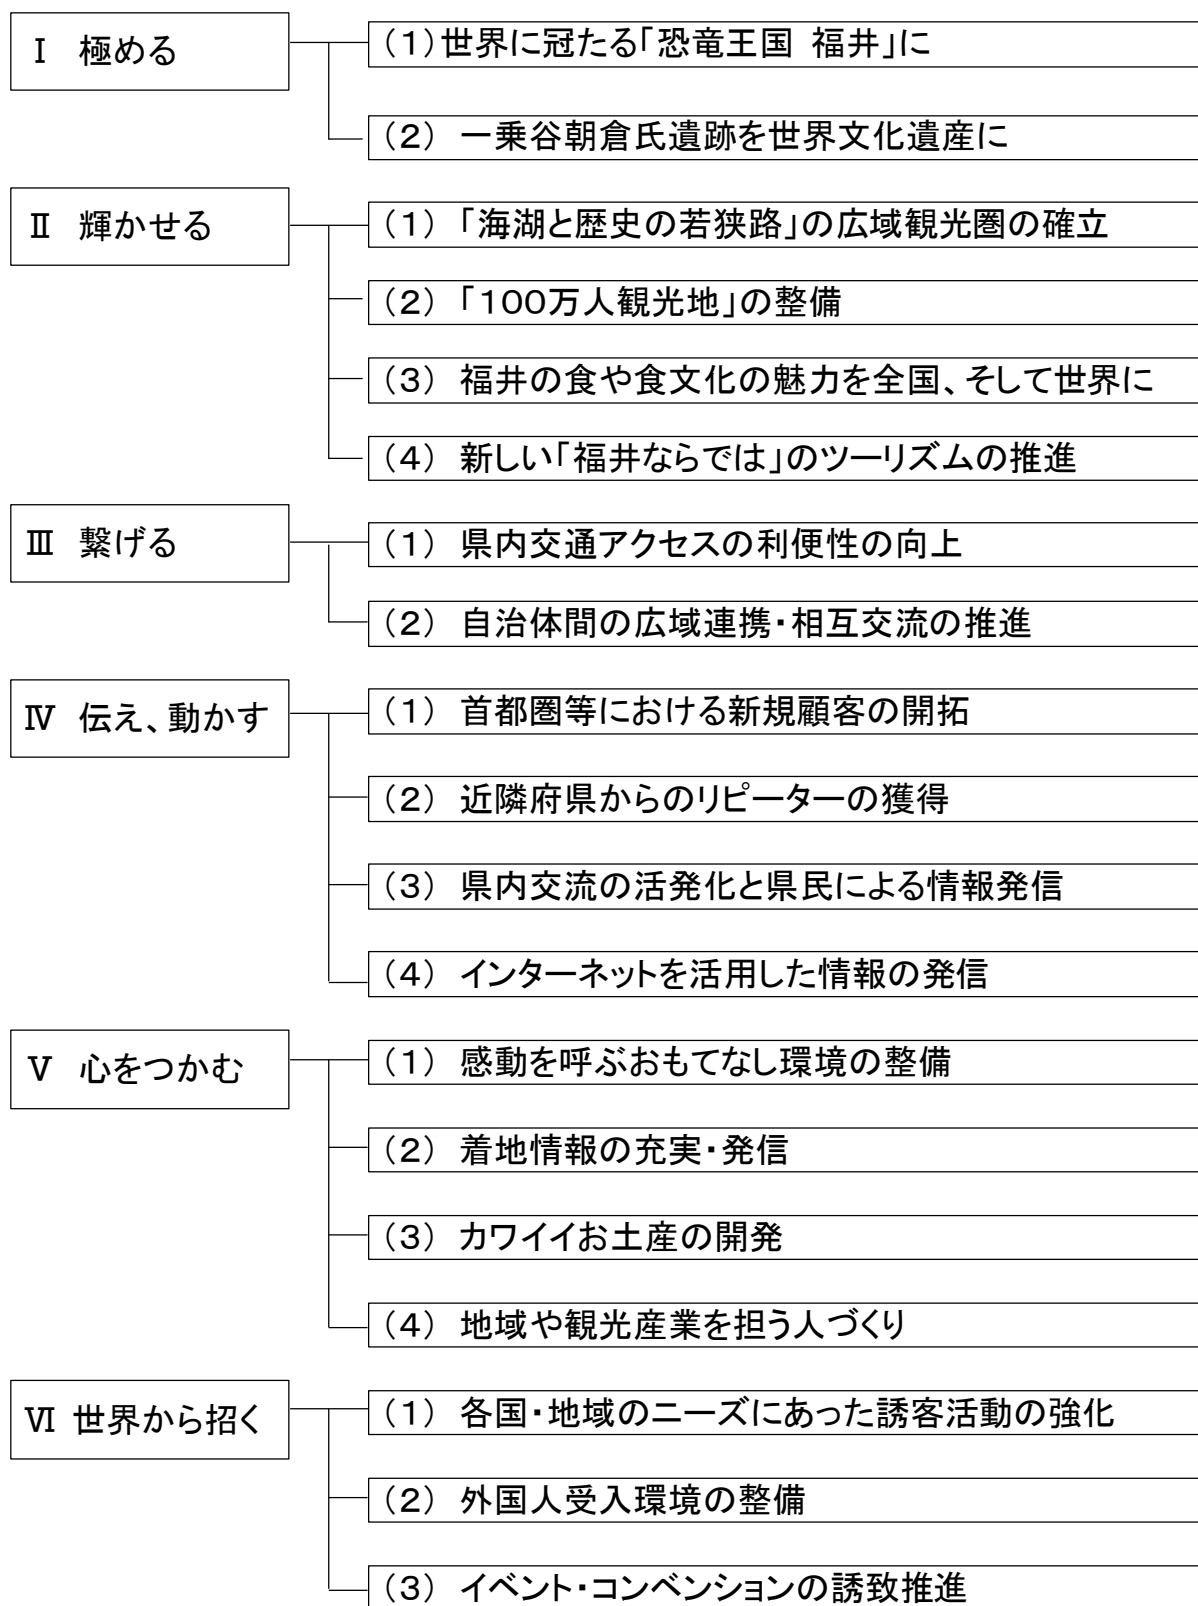 Ⅰ 極める
（１）世界に冠たる「恐竜王国 福井」に
（２） 一乗谷朝倉氏遺跡を世界文化遺産に
Ⅱ 輝かせる
（１） 「海湖と歴史の若狭路」の広域観光圏の確立
（２） 「１００万人観光地」の整備
（３） 福井の食や食文化の魅力を全国、そして世界に
（４） 新しい「福井ならでは」のツーリズムの推進
Ⅲ 繋げる
（１） 県内交通アクセスの利便性の向上
（２） 自治体間の広域連携・相互交流の推進
Ⅳ 伝え、動かす
（１） 首都圏等における新規顧客の開拓
（２） 近隣府県からのリピーターの獲得
（３） 県内交流の活発化と県民による情報発信
（４） インターネットを活用した情報の発信
Ⅴ 心をつかむ
（１） 感動を呼ぶおもてなし環境の整備
（２） 着地情報の充実・発信
（３） カワイイお土産の開発
（４） 地域や観光産業を担う人づくり
Ⅵ 世界から招く
（１） 各国・地域のニーズにあった誘客活動の強化
（２） 外国人受入環境の整備
（３） イベント・コンベンションの誘致推進